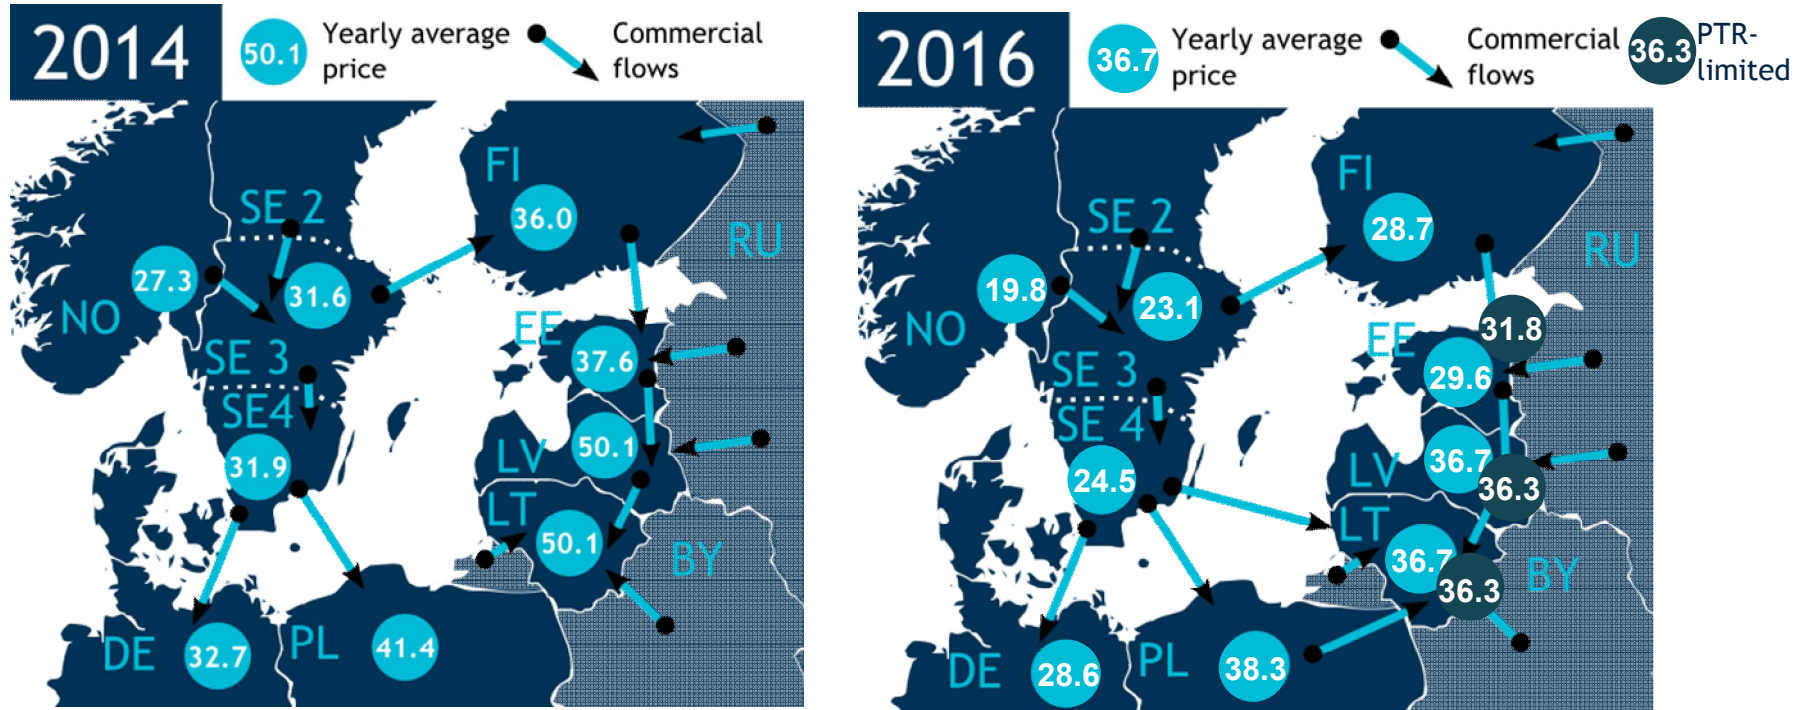 2014
50.1
Yearly average
price
Commercial
flows
FI
36.0
SE 2
RU
27.3
31.6
NO
EE
37.6
SE 3
SE4
50.1
31.9
LV
LT
50.1
BY
DE
32.7
PL
41.4
2016
36.7
Yearly average
price
Commercial
flows
36.3
PTR-
limited
FI
28.7
SE 2
RU
19.8
23.1
NO
31.8
EE
29.6
SE 3
SE 4
36.7
LV
24.5
36.3
LT
36.7
36.3
BY
DE
28.6
PL
38.3